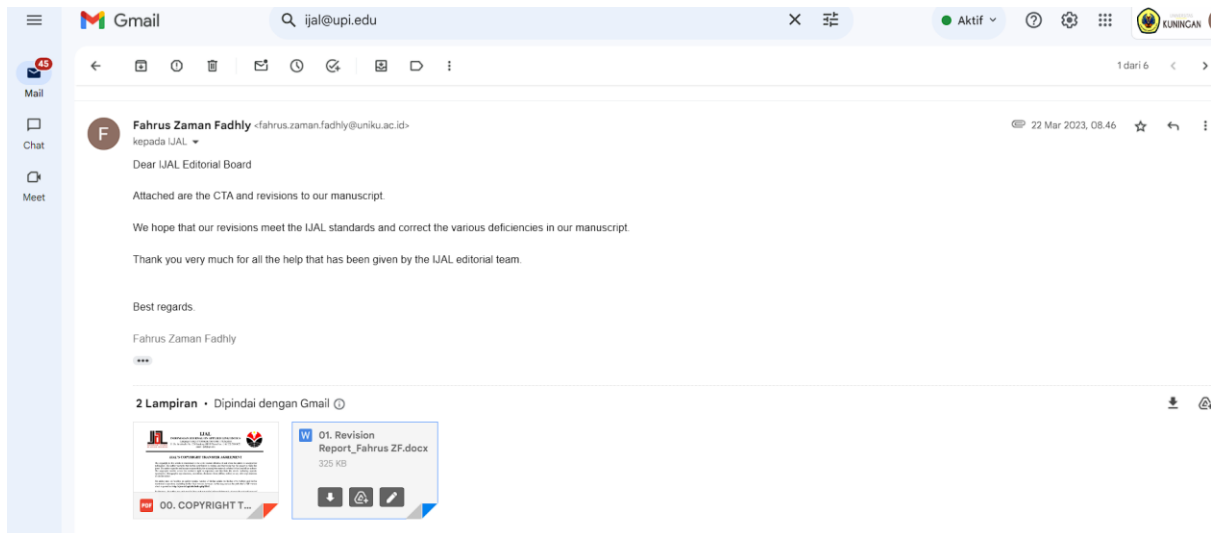 Gmail
ijal@upi.edu
Aktif
KUNINGAN
45
Mail
Chat
Meet
1 dari 6
F
Fahrus Zaman Fadhly <fahrus.zaman.fadhly@uniku.ac.id>
22 Mar 2023, 08.46
kepada IJAL
Dear IJAL Editorial Board
Attached are the CTA and revisions to our manuscript.
We hope that our revisions meet the IJAL standards and correct the various deficiencies in our manuscript.
Thank you very much for all the help that has been given by the IJAL editorial team.
Best regards.
Fahrus Zaman Fadhly
2 Lampiran • Dipindai dengan Gmail
IJAL
IJAL'S COPYRIGHT TRANSFER AGREEMENT
PDF 00. COPYRIGHT T...
W 01. Revision
Report_Fahrus ZF.docx
325 KB